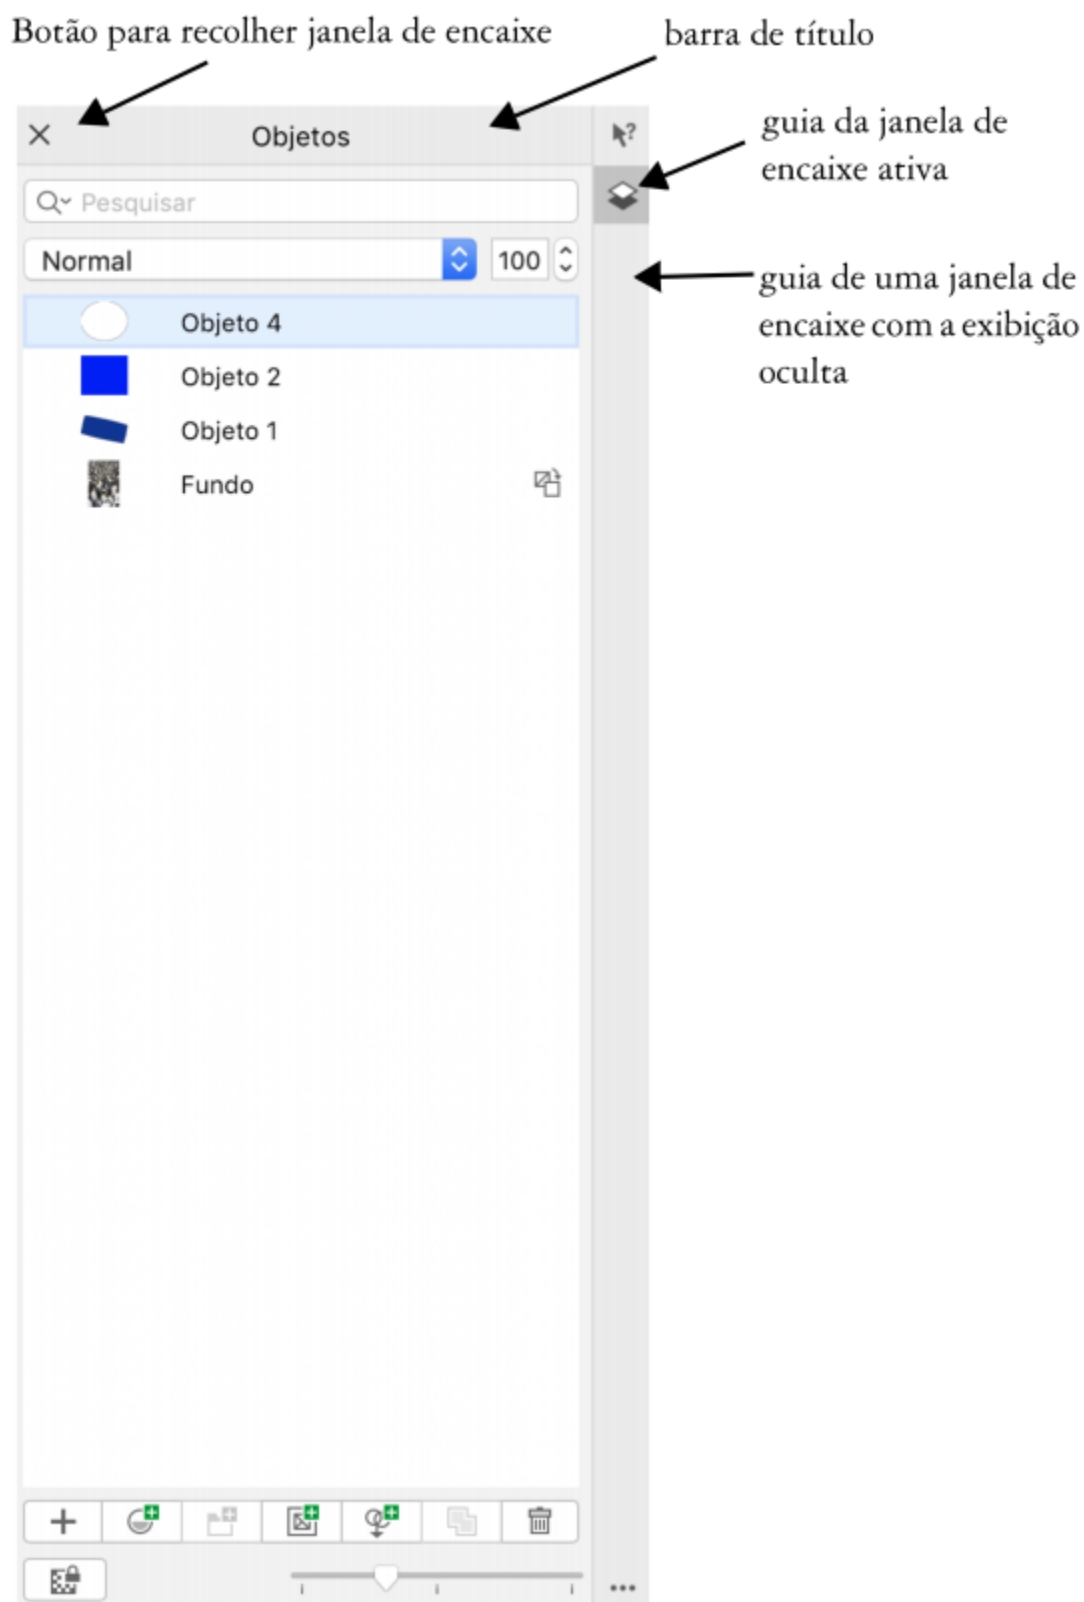 Botão para recolher janela de encaixe
barra de título
guia da janela de
encaixe ativa
guia de uma janela de
encaixe com a exibição
oculta
Objetos
Pesquisar
Normal
100
Objeto 4
Objeto 2
Objeto 1
Fundo